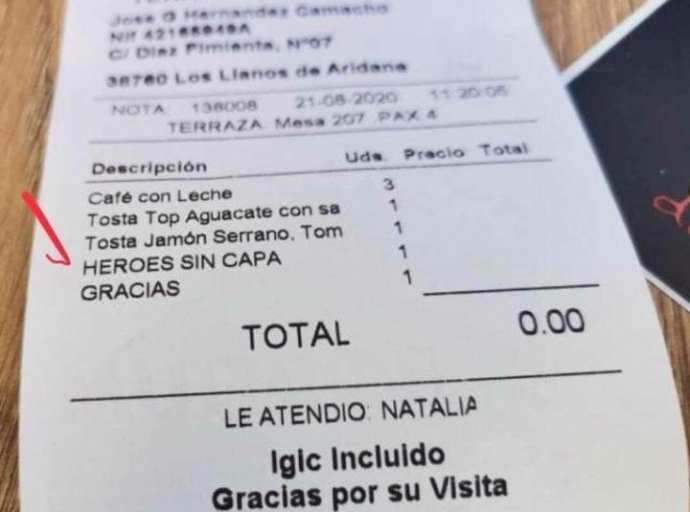 Jose G Hernandez Camacho
Nif 42185949A
C/ Diaz Pimienta, Nº07
38760 Los Llanos de Aridane
NOTA: 138008 21-08-2020 11:20:05
TERRAZA. Mesa 207 .PAX 4
Descripción Uds. Precio Total
Café con Leche 3
Tosta Top Aguacate con sa 1
Tosta Jamón Serrano, Tom 1
HEROES SIN CAPA 1
GRACIAS 1
TOTAL 0.00
LE ATENDIO: NATALIA
Igic Incluido
Gracias por su Visita